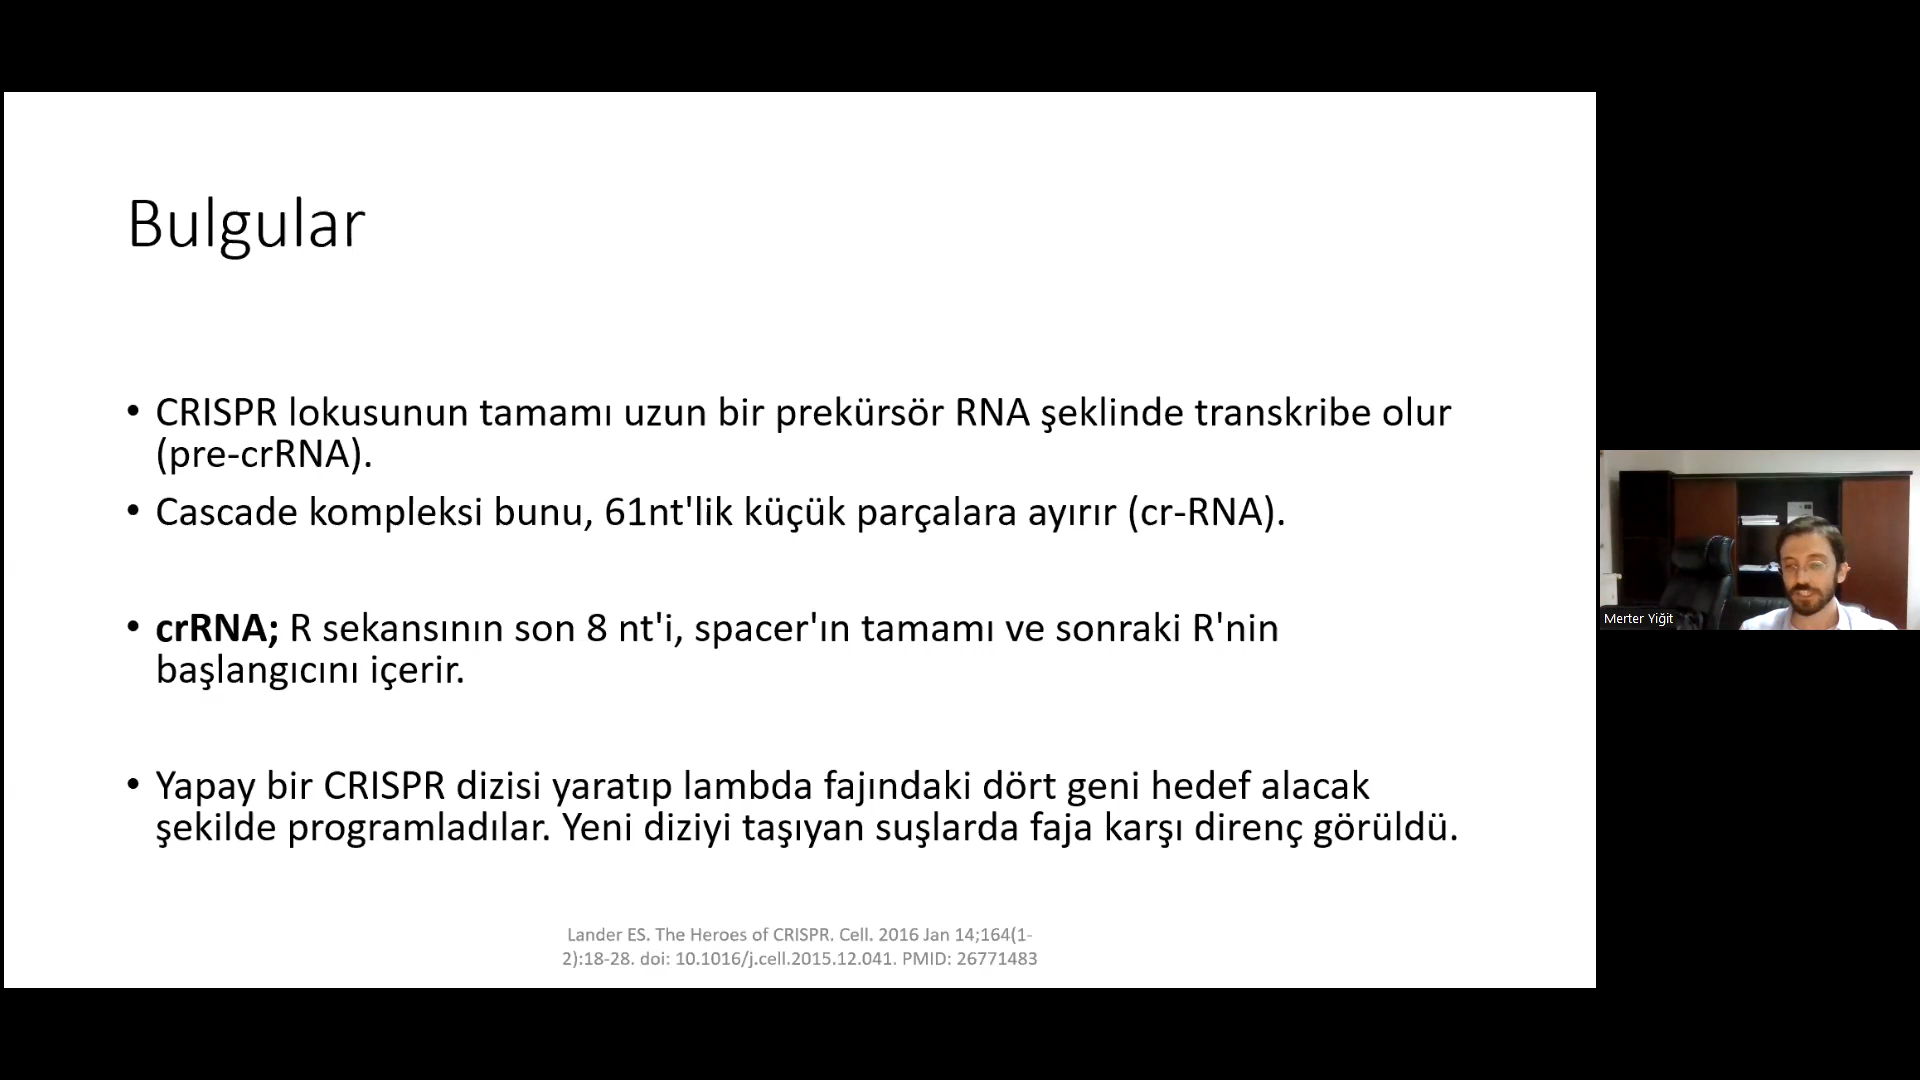 Bulgular
• CRISPR lokusunun tamamı uzun bir prekürsör RNA şeklinde transkribe olur
(pre-crRNA).
• Cascade kompleksi bunu, 61nt'lik küçük parçalara ayırır (cr-RNA).
• crRNA; R sekansının son 8 nt'i, spacer'ın tamamı ve sonraki R'nin
başlangıcını içerir.
• Yapay bir CRISPR dizisi yaratıp lambda fajındaki dört geni hedef alacak
şekilde programladılar. Yeni diziyi taşıyan suşlarda faja karşı direnç görüldü.
Lander ES. The Heroes of CRISPR. Cell. 2016 Jan 14;164(1-
2):18-28. doi: 10.1016/j.cell.2015.12.041. PMID: 26771483
Merter Yiğit